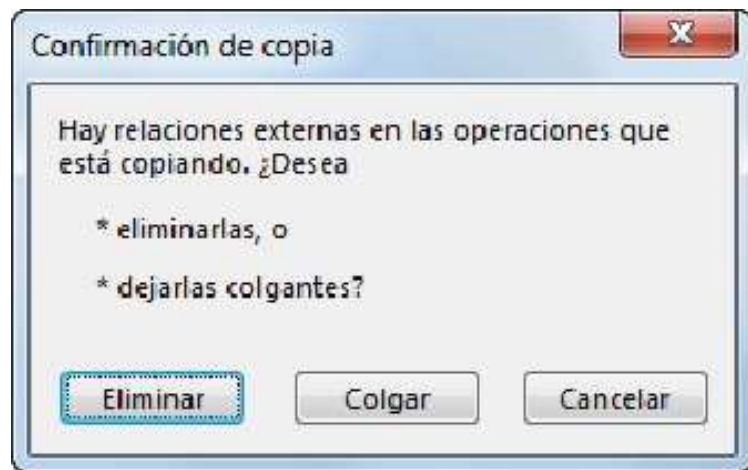 Confirmación de copia
Hay relaciones externas en las operaciones que
está copiando. ¿Desea
* eliminarlas, o
* dejarlas colgantes?
Eliminar Colgar Cancelar